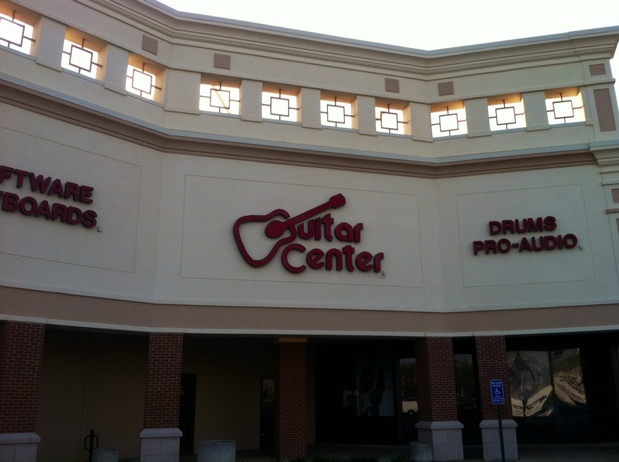 FTWARE
YBOARDS
Guitar
Center
DRUMS
PRO-AUDIO